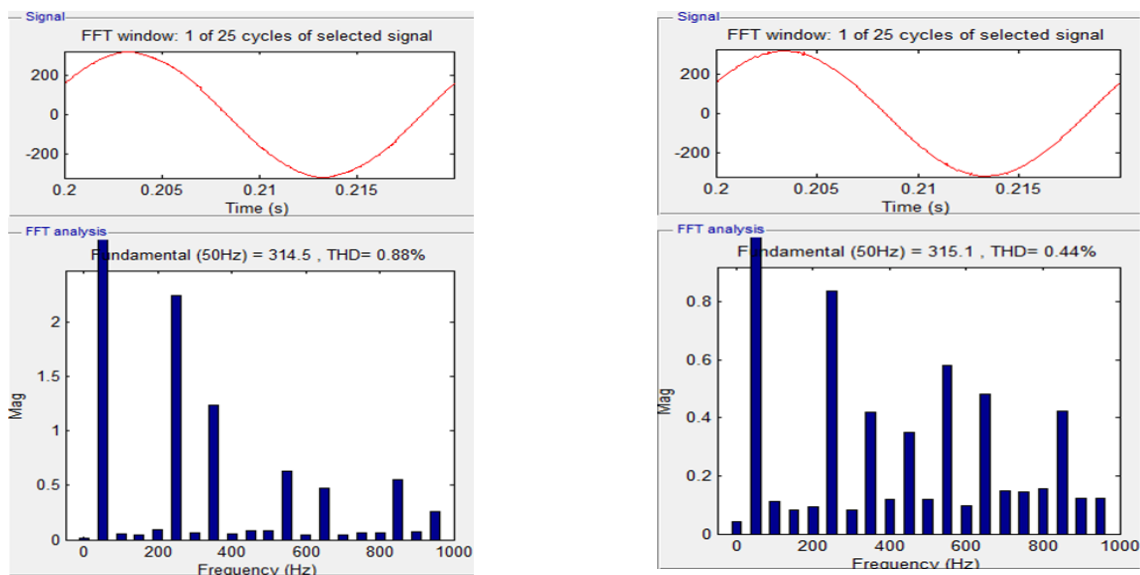 Signal
FFT window: 1 of 25 cycles of selected signal
200
0
-200
0.2 0.205 0.21 0.215
Time (s)
FFT analysis
Fundamental (50Hz) = 314.5 , THD= 0.88%
2
1.5
1
0.5
0
Mag
0 200 400 600 800 1000
Frequency (Hz)
Signal
FFT window: 1 of 25 cycles of selected signal
200
0
-200
0.2 0.205 0.21 0.215
Time (s)
FFT analysis
Fundamental (50Hz) = 315.1 , THD= 0.44%
0.8
0.6
0.4
0.2
0
Mag
0 200 400 600 800 1000
Frequency (Hz)